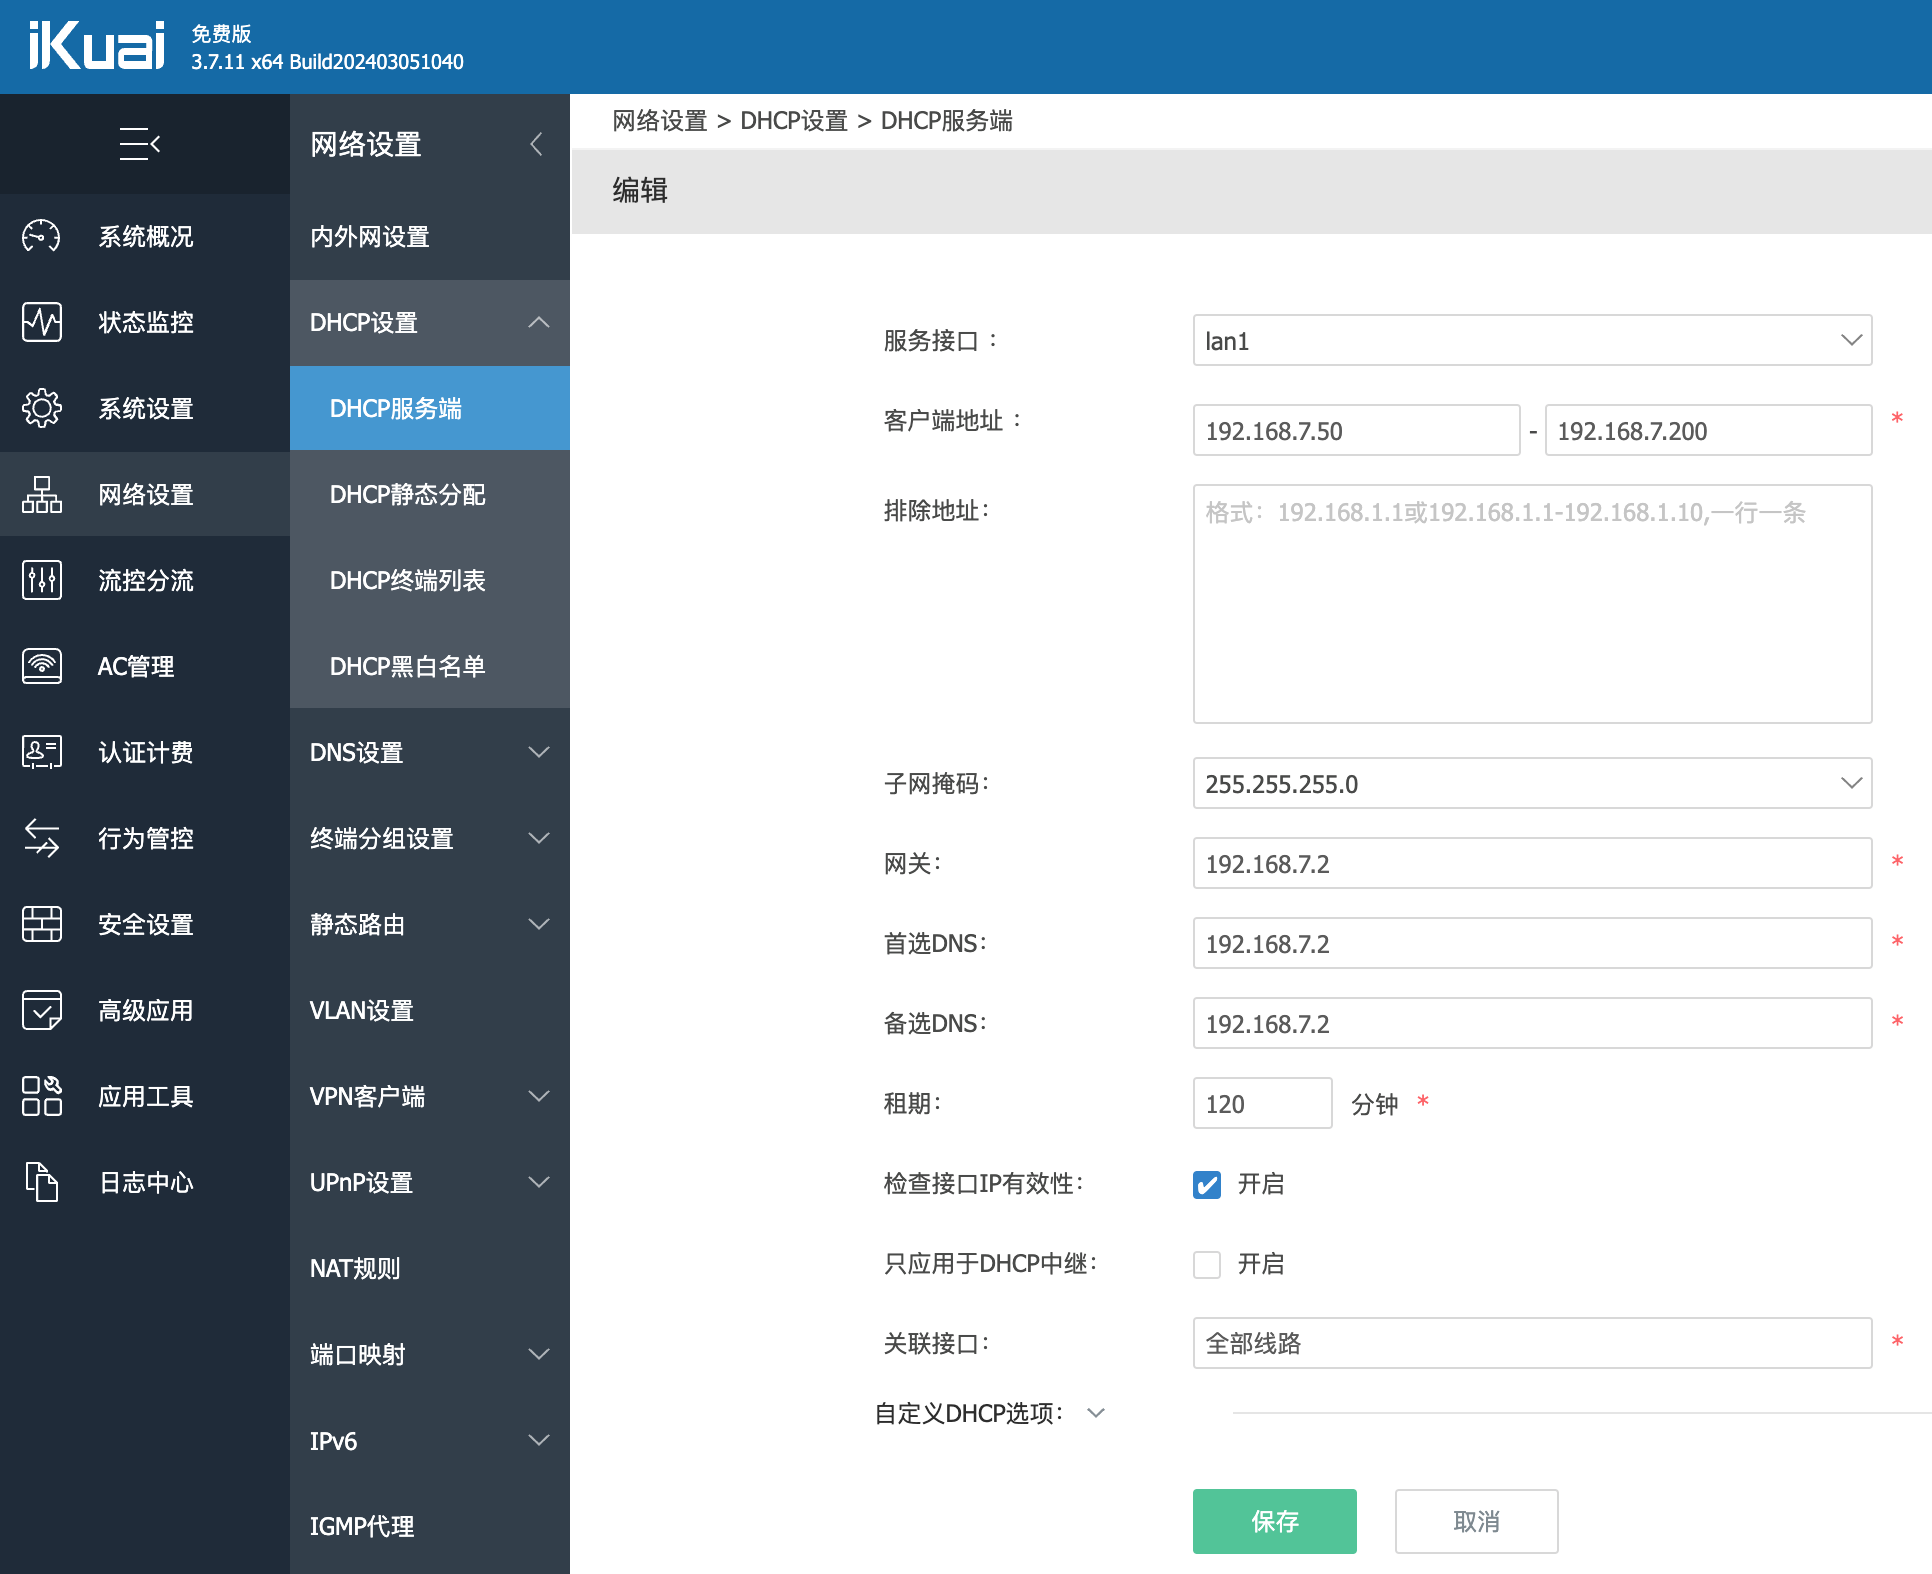 iKuai
免费版
3.7.11 x64 Build202403051040
系统概况
状态监控
系统设置
网络设置
流控分流
AC管理
认证计费
行为管控
安全设置
高级应用
应用工具
日志中心
网络设置
内外网设置
DHCP设置
DHCP服务端
DHCP静态分配
DHCP终端列表
DHCP黑白名单
DNS设置
终端分组设置
静态路由
VLAN设置
VPN客户端
UPnP设置
NAT规则
端口映射
IPv6
IGMP代理
网络设置 > DHCP设置 > DHCP服务端
编辑
服务接口 : lan1
客户端地址 : 192.168.7.50 - 192.168.7.200 *
排除地址: 格式: 192.168.1.1或192.168.1.1-192.168.1.10,一行一条
子网掩码: 255.255.255.0
网关: 192.168.7.2 *
首选DNS: 192.168.7.2 *
备选DNS: 192.168.7.2 *
租期: 120 分钟 *
检查接口IP有效性: 开启
只应用于DHCP中继: 开启
关联接口: 全部线路 *
自定义DHCP选项:
保存 取消